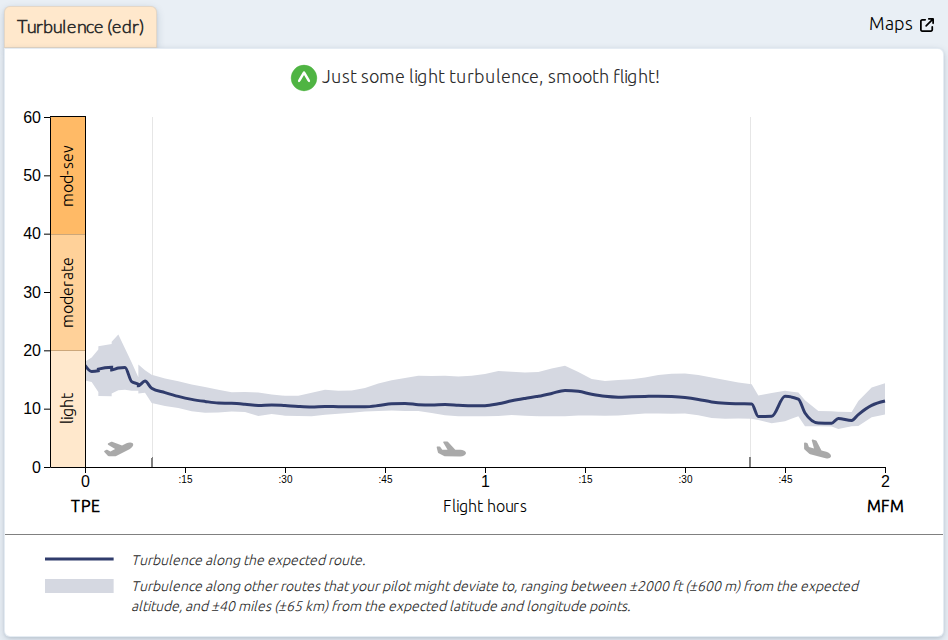 Turbulence (edr)
Maps
Just some light turbulence, smooth flight!
60
50
40
30
20
10
0
mod-sev
moderate
light
0 :15 :30 :45 1 :15 :30 :45 2
TPE Flight hours MFM
Turbulence along the expected route.
Turbulence along other routes that your pilot might deviate to, ranging between ±2000 ft (±600 m) from the expected
altitude, and ±40 miles (±65 km) from the expected latitude and longitude points.